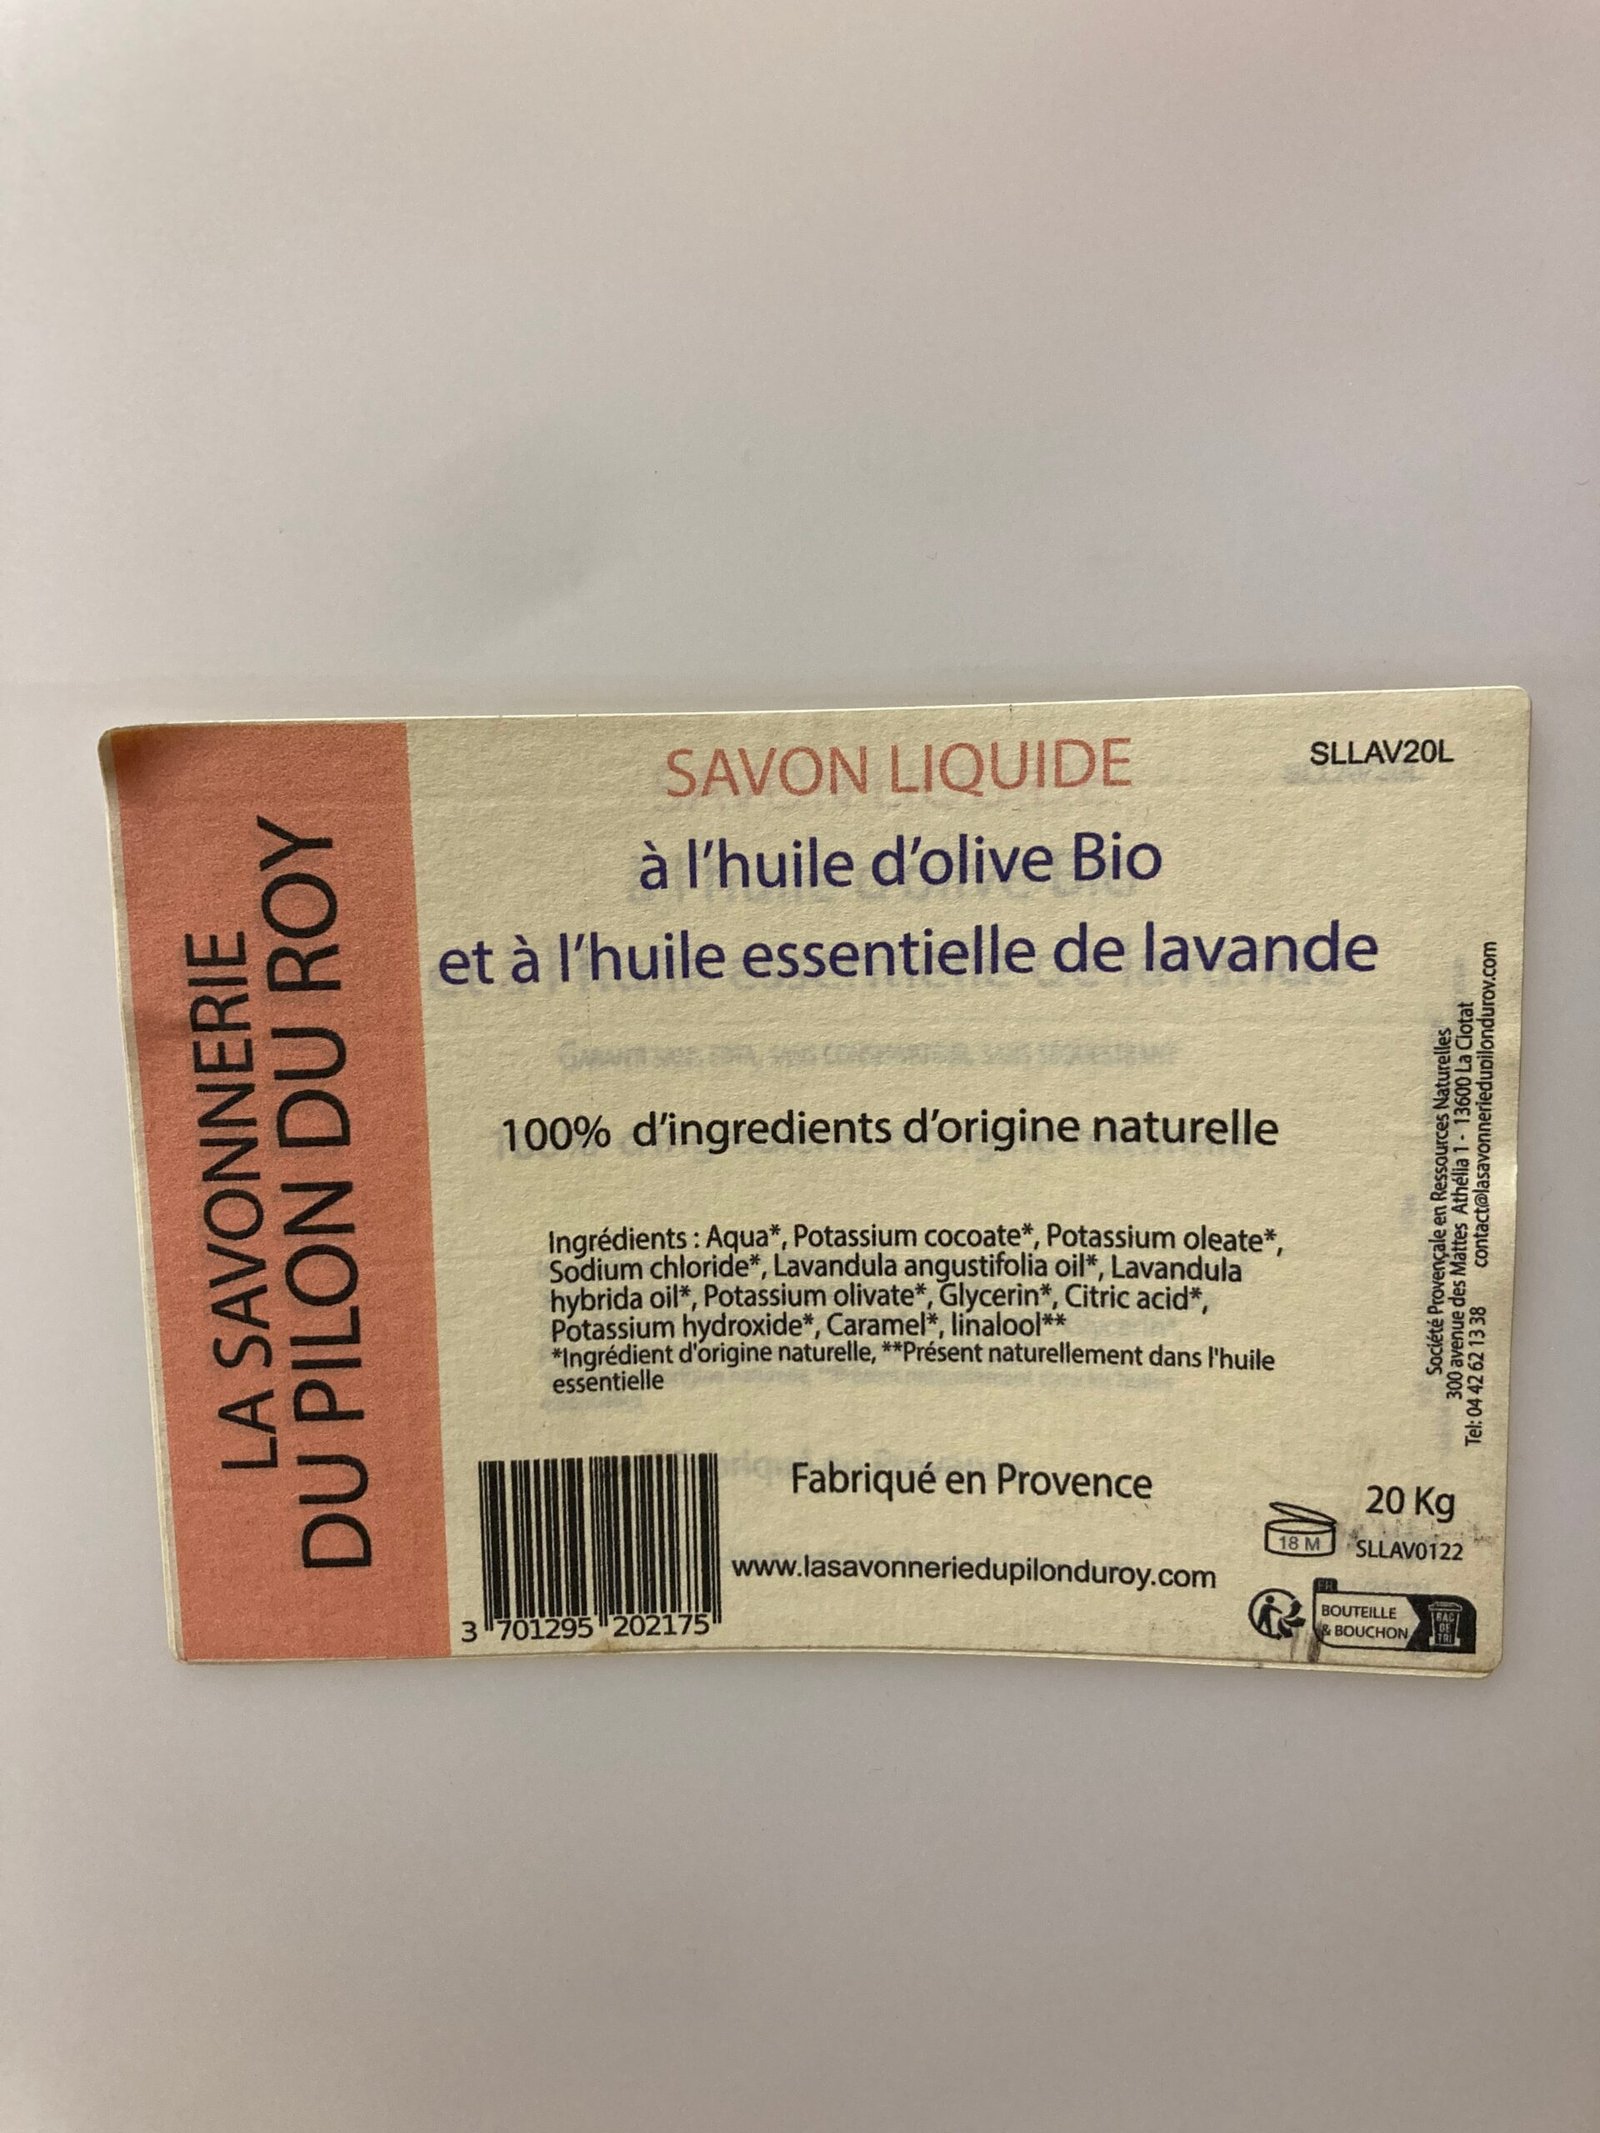 LA SAVONNERIE
DU PILON DU ROY
SAVON LIQUIDE
SLLAV20L
à l'huile d'olive Bio
et à l'huile essentielle de lavande
100% d'ingredients d'origine naturelle
Ingrédients : Aqua*, Potassium cocoate*, Potassium oleate*,
Sodium chloride*, Lavandula angustifolia oil*, Lavandula
hybrida oil*, Potassium olivate*, Glycerin*, Citric acid*,
Potassium hydroxide*, Caramel*, linalool**
*Ingrédient d'origine naturelle, **Présent naturellement dans l'huile
essentielle
Société Provençale en Ressources Naturelles
300 avenue des Mattes Athélia 1 - 13600 La Ciotat
Tel: 04 42 62 13 38 contact@lasavonneriedupilonduroy.com
Fabriqué en Provence
www.lasavonneriedupilonduroy.com
3 701295 202175
18 M
20 Kg
SLLAV0122
FR
BOUTEILLE
& BOUCHON
BAC
DE
TRI